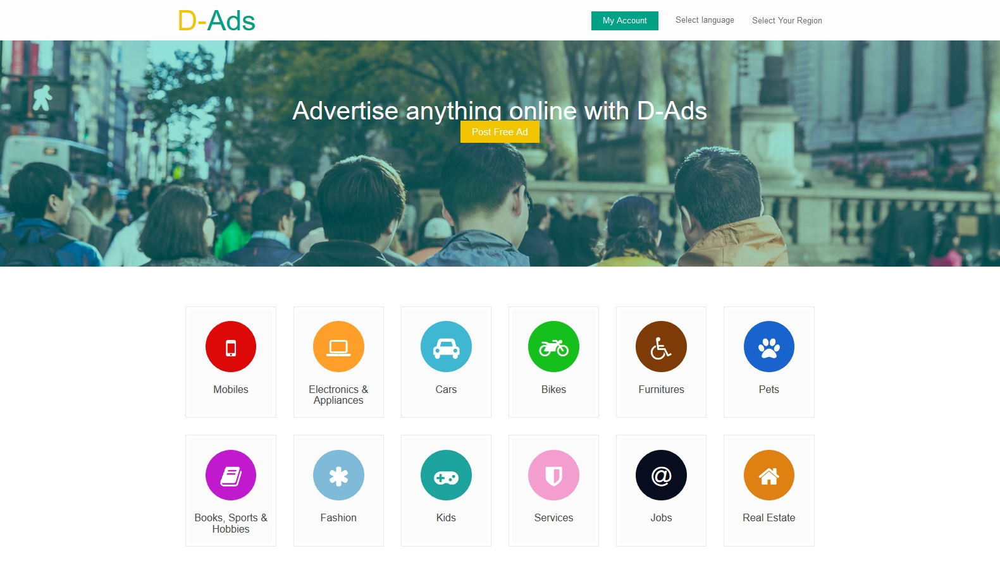 D-Ads
My Account
Select language
Select Your Region
Advertise anything online with D-Ads
Post Free Ad
Mobiles
Electronics &
Appliances
Cars
Bikes
Furnitures
Pets
Books, Sports &
Hobbies
Fashion
Kids
Services
@
Jobs
Real Estate